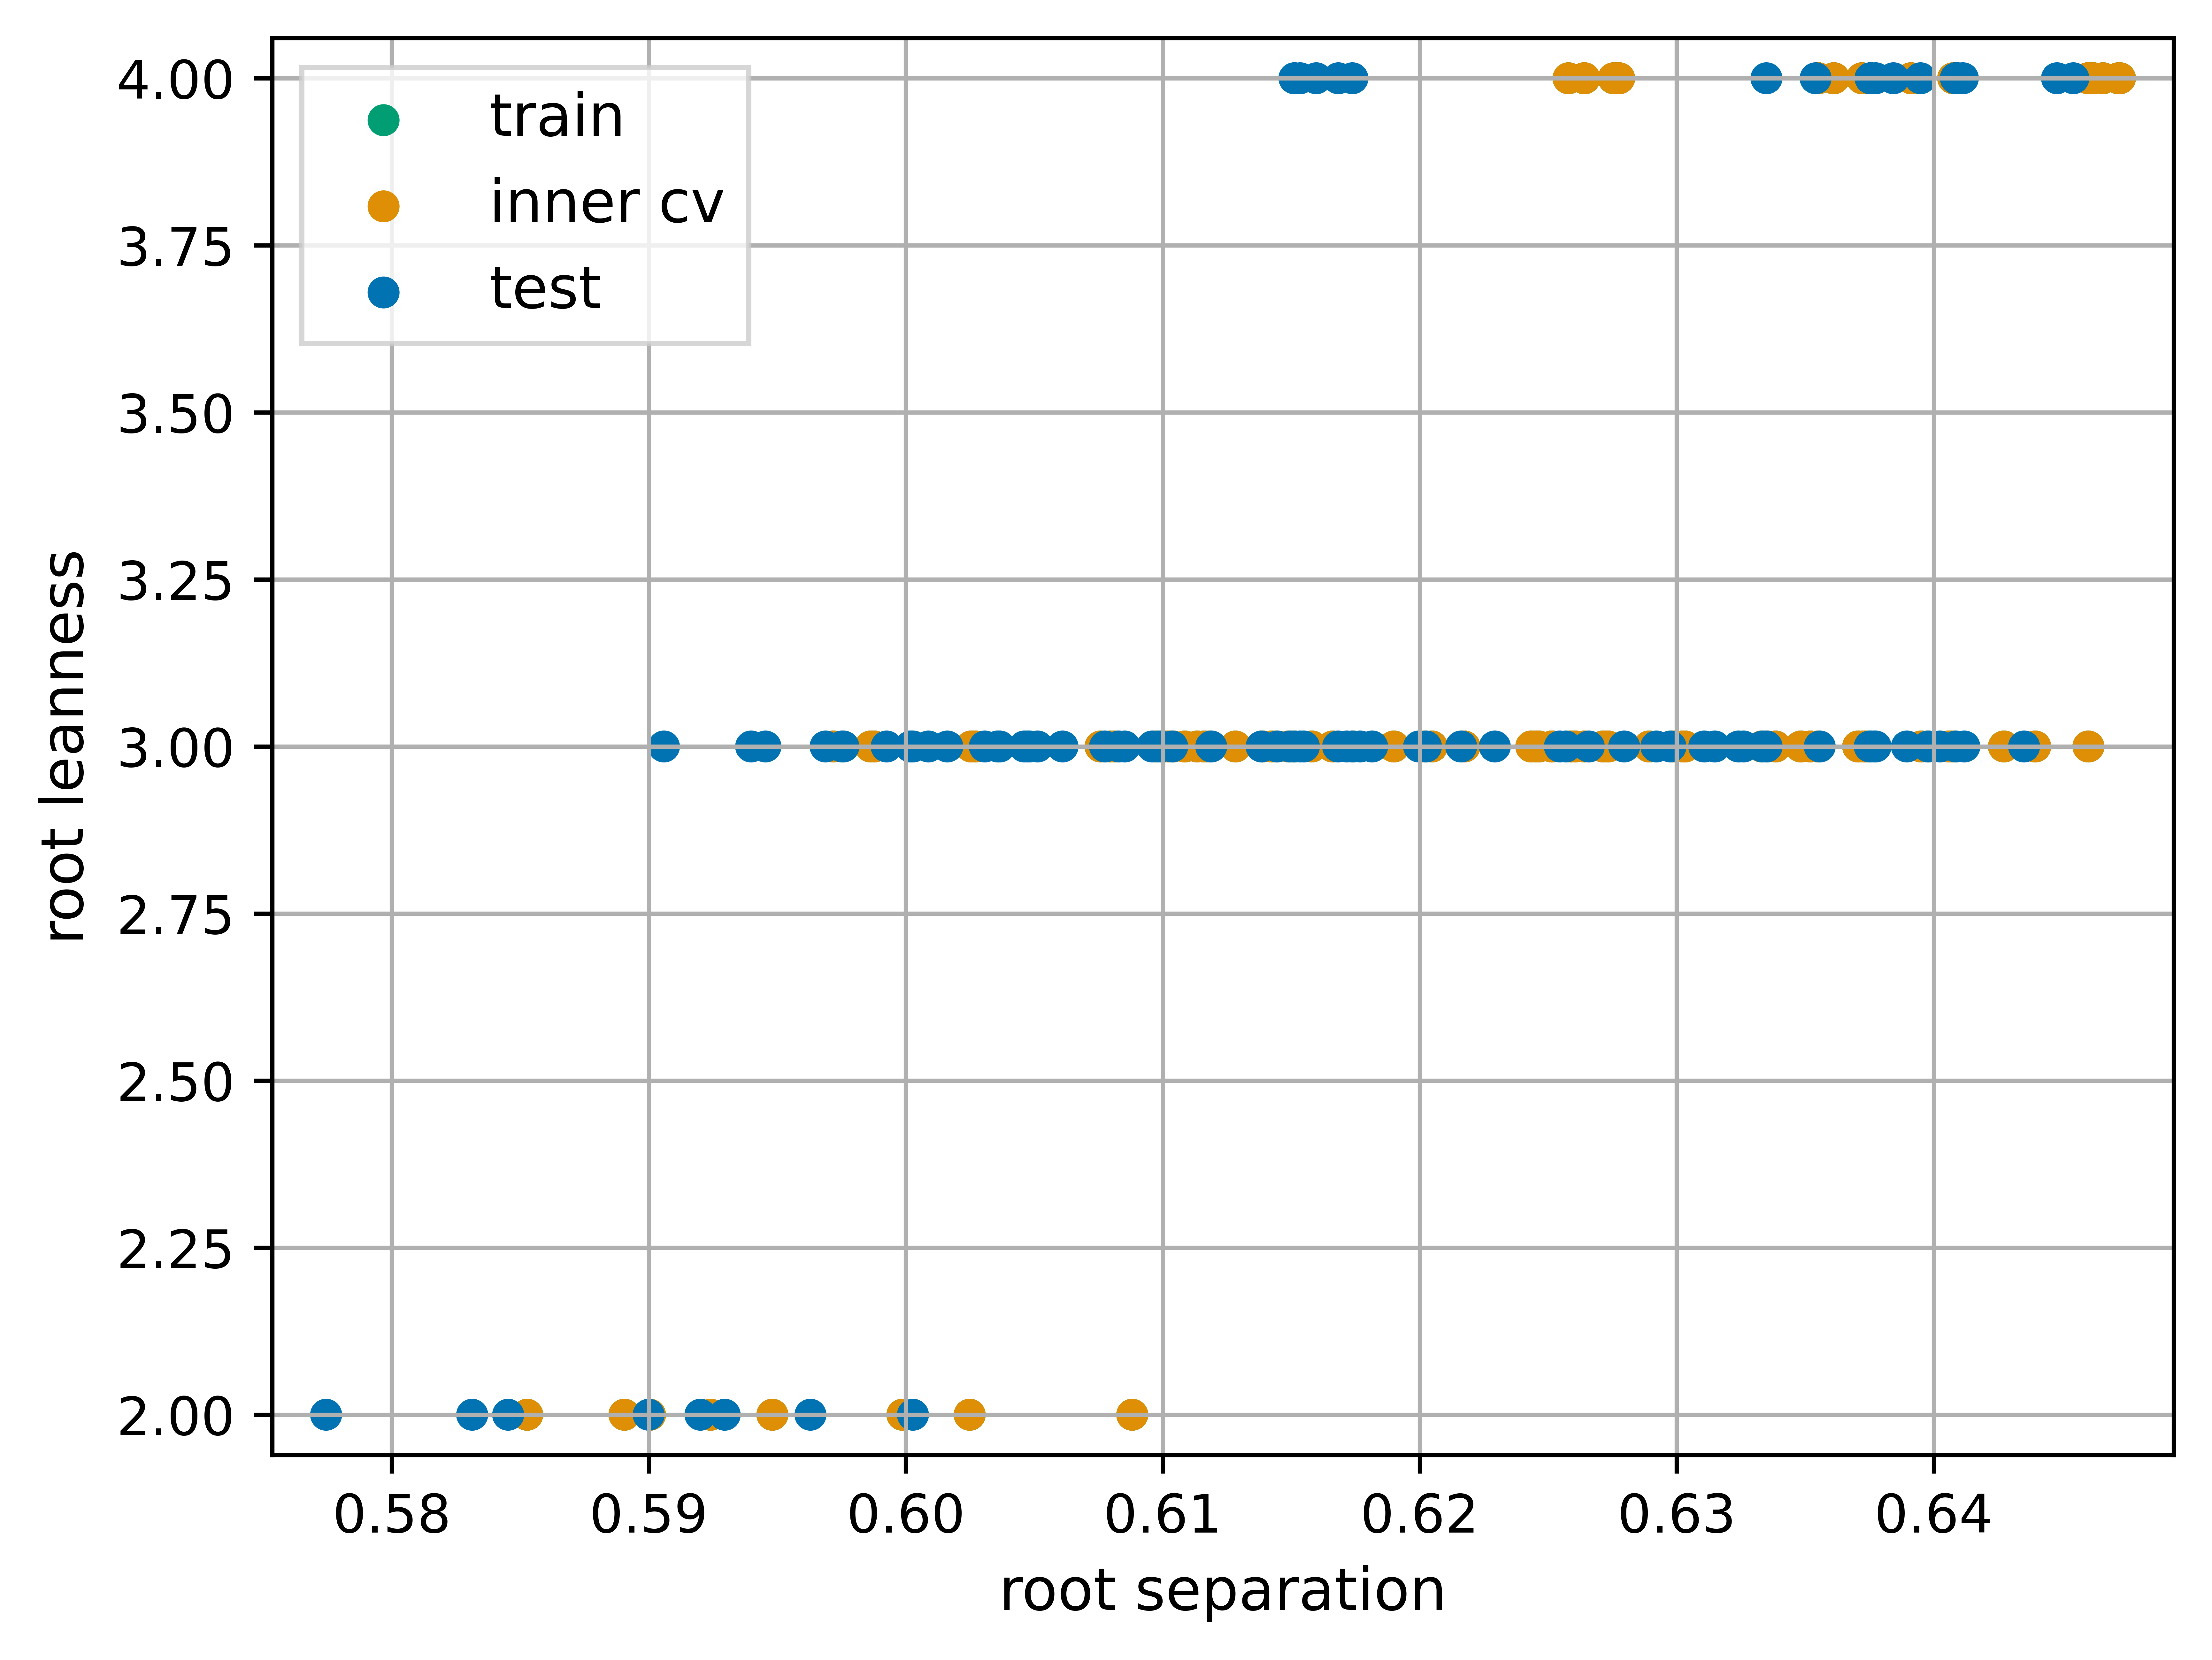 4.00
3.75
3.50
3.25
3.00
2.75
2.50
2.25
2.00
root leanness
train
inner cv
test
0.58 0.59 0.60 0.61 0.62 0.63 0.64
root separation